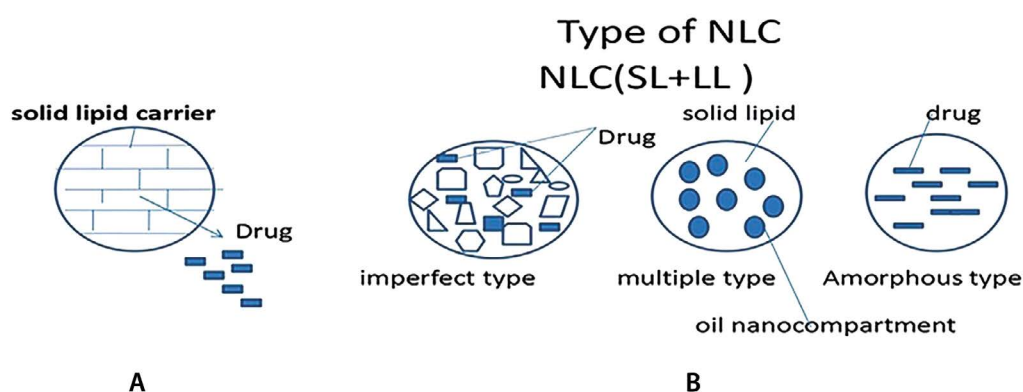 Type of NLC
NLC(SL+LL )
solid lipid carrier
Drug
Drug
imperfect type
solid lipid
multiple type
oil nanocompartment
drug
Amorphous type
A
B